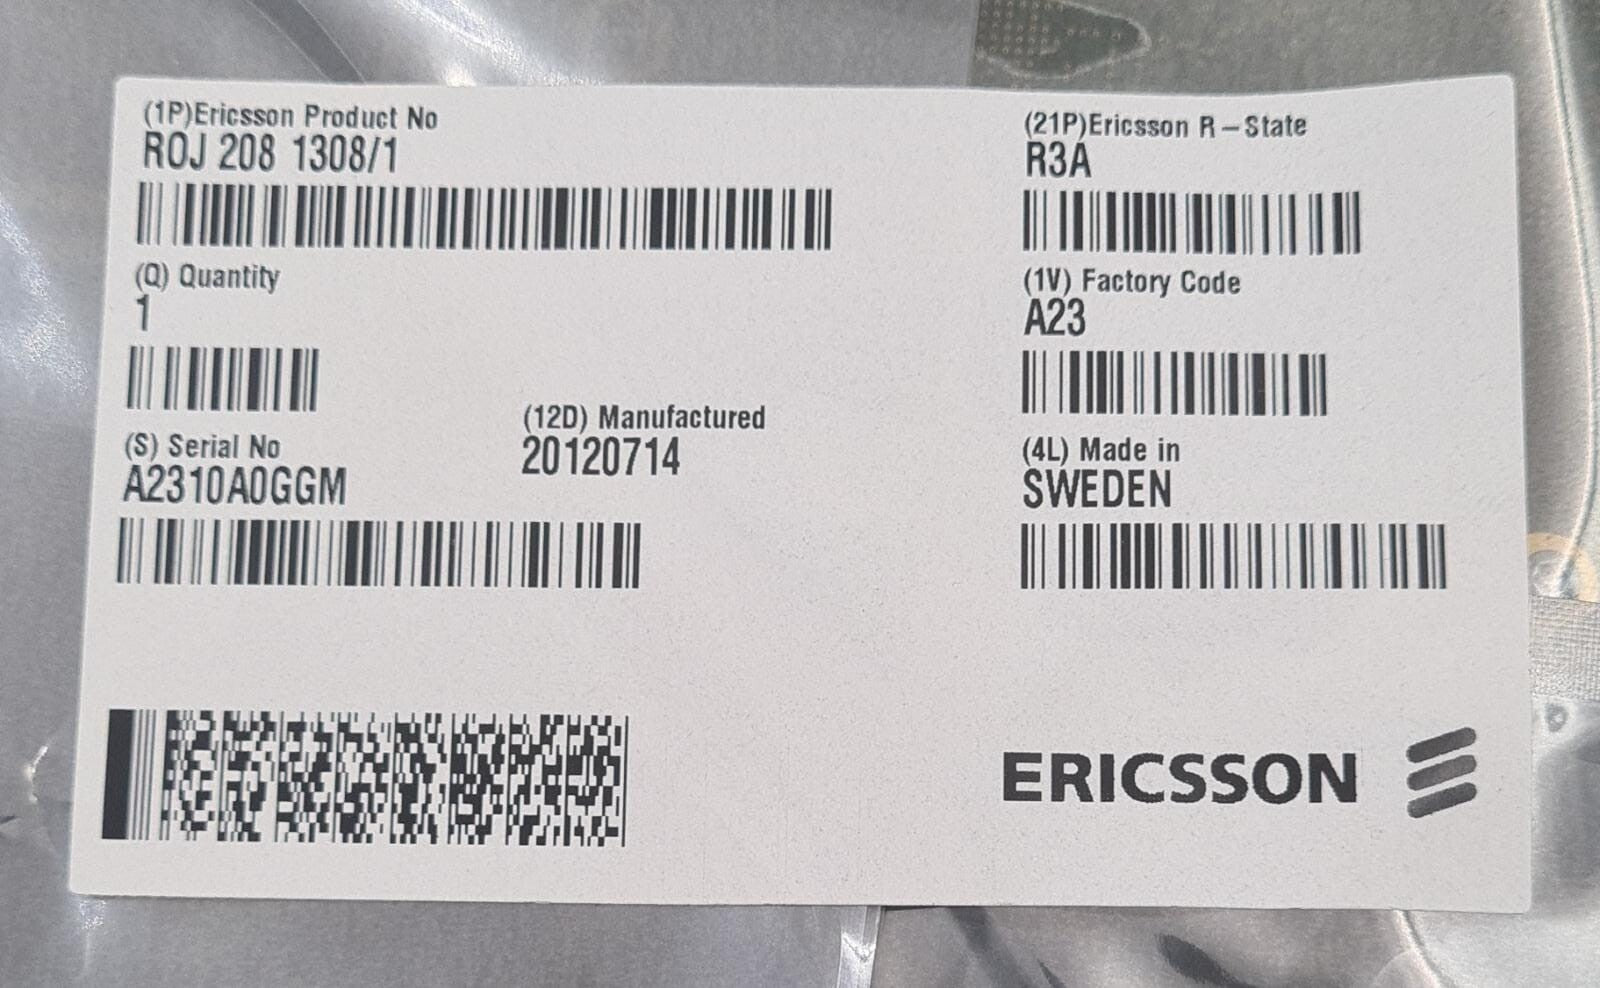 (1P)Ericsson Product No
ROJ 208 1308/1
(21P)Ericsson R-State
R3A
(Q) Quantity
1
(1V) Factory Code
A23
(S) Serial No
A2310A0GGM
(12D) Manufactured
20120714
(4L) Made in
SWEDEN
ERICSSON